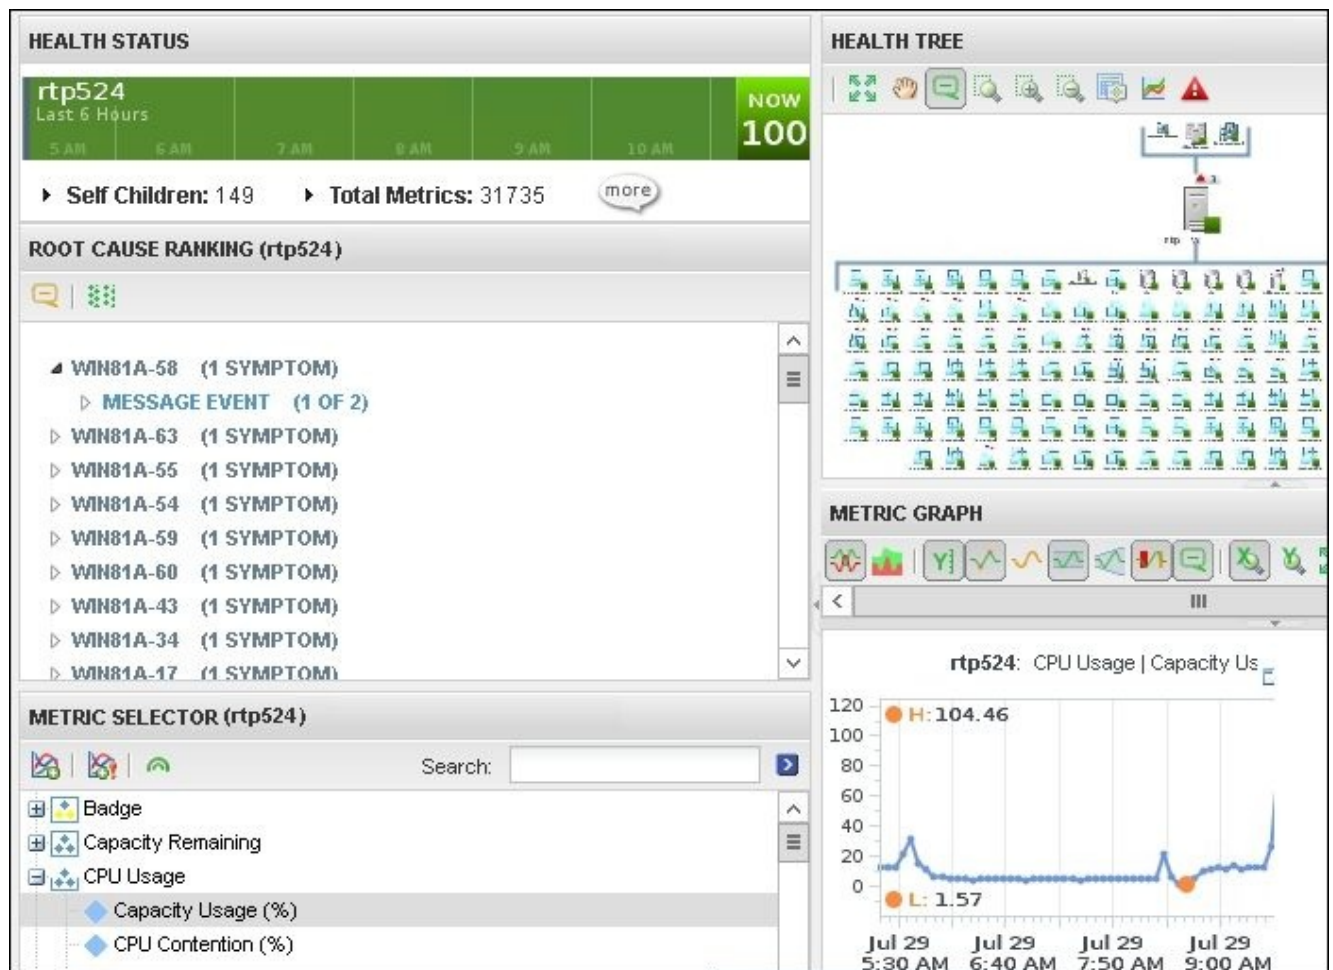 HEALTH STATUS
rtp524
Last 6 Hours
5 AM 6 AM 7 AM 8 AM 9 AM 10 AM
NOW
100
Self Children: 149 Total Metrics: 31735 more
ROOT CAUSE RANKING (rtp524)
WIN81A-58 (1 SYMPTOM)
MESSAGE EVENT (1 OF 2)
WIN81A-63 (1 SYMPTOM)
WIN81A-55 (1 SYMPTOM)
WIN81A-54 (1 SYMPTOM)
WIN81A-59 (1 SYMPTOM)
WIN81A-60 (1 SYMPTOM)
WIN81A-43 (1 SYMPTOM)
WIN81A-34 (1 SYMPTOM)
WIN81A-17 (1 SYMPTOM)
METRIC SELECTOR (rtp524)
Search:
Badge
Capacity Remaining
CPU Usage
Capacity Usage (%)
CPU Contention (%)
HEALTH TREE
rtp
METRIC GRAPH
rtp524: CPU Usage | Capacity Us
120
H: 104.46
100
80
60
40
20
0
L: 1.57
Jul 29 Jul 29 Jul 29 Jul 29
5:30 AM 6:40 AM 7:50 AM 9:00 AM